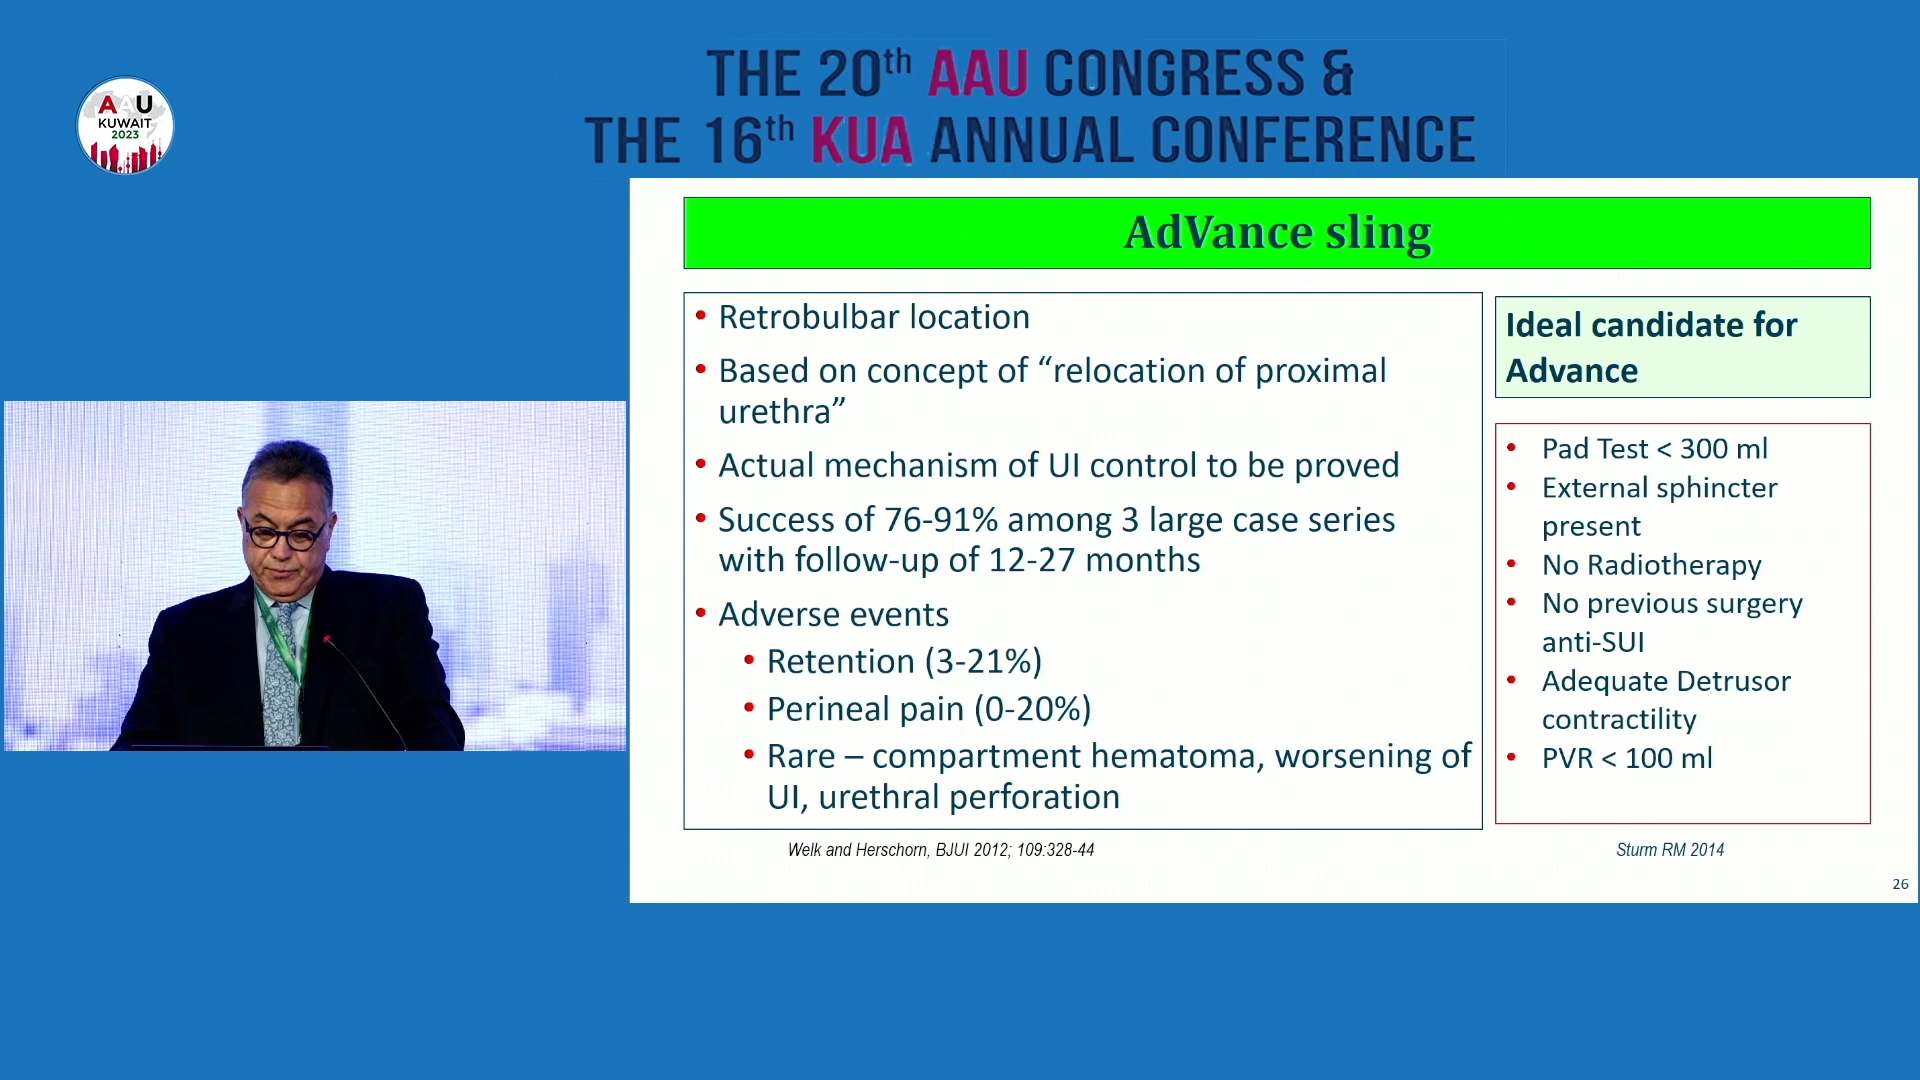 THE 20th AAU CONGRESS &
THE 16th KUA ANNUAL CONFERENCE
AAU
KUWAIT
2023
AdVance sling
• Retrobulbar location
• Based on concept of “relocation of proximal
urethra”
• Actual mechanism of UI control to be proved
• Success of 76-91% among 3 large case series
with follow-up of 12-27 months
• Adverse events
• Retention (3-21%)
• Perineal pain (0-20%)
• Rare – compartment hematoma, worsening of
UI, urethral perforation
Welk and Herschorn, BJUI 2012; 109:328-44
Ideal candidate for
Advance
• Pad Test < 300 ml
• External sphincter
present
• No Radiotherapy
• No previous surgery
anti-SUI
• Adequate Detrusor
contractility
• PVR < 100 ml
Sturm RM 2014
26